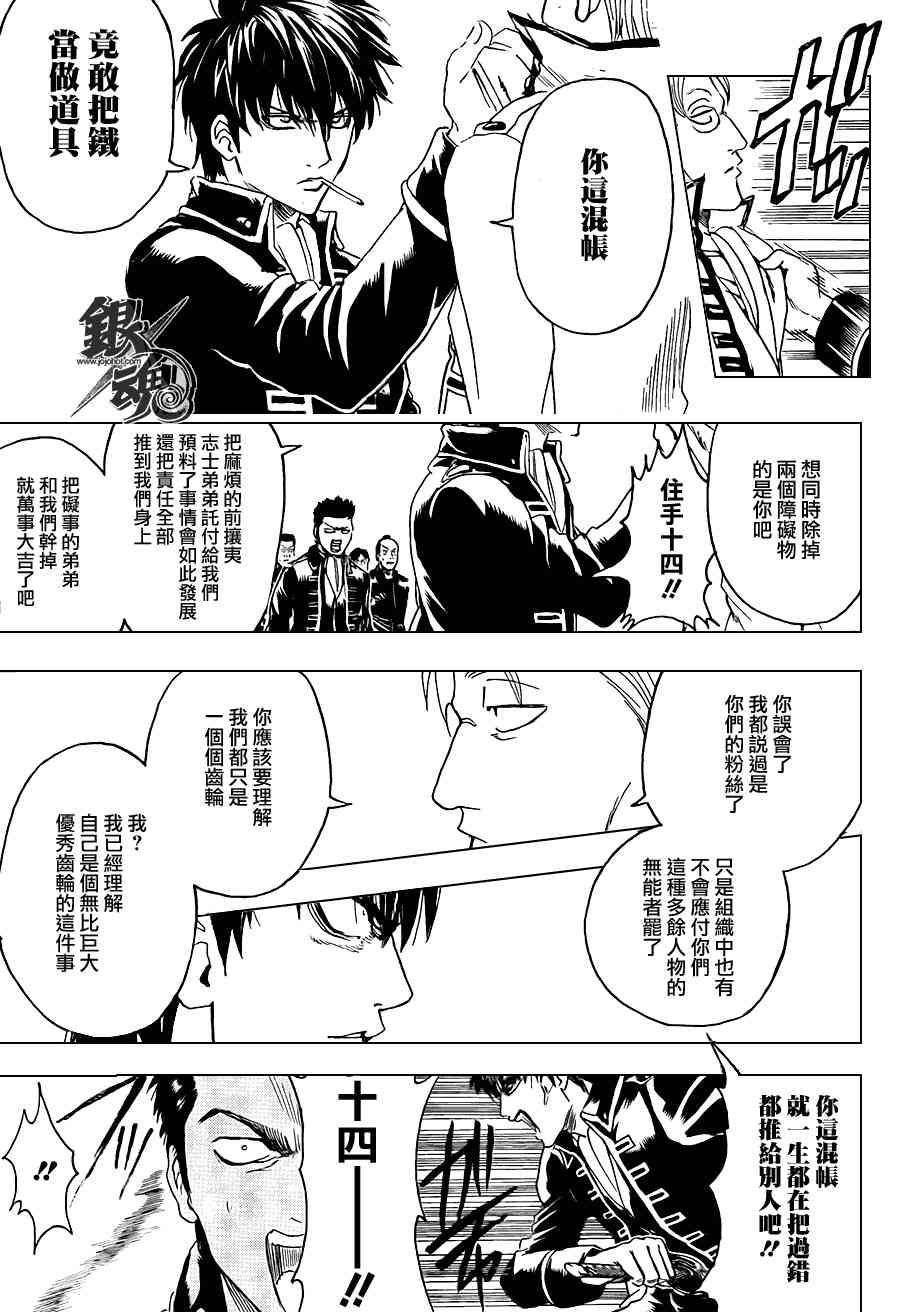 ガッ
你這混帳
竟敢把鐵
當做道具
銀魂
www.jojohot.com
想同時除掉
兩個障礙物
的是你吧
住手十四!!
把麻煩的前攘夷
志士弟弟託付給我們
預料了事情會如此發展
還把責任全部
推到我們身上
把礙事的弟弟
和我們幹掉
就萬事大吉了吧
你誤會了
我都說過是
你們的粉絲了
只是組織中也有
不會應付你們
這種多餘人物的
無能者罷了
你應該要理解
我們都只是
一個個齒輪
我?
我已經理解
自己是個無比巨大
優秀齒輪的這件事
你這混帳
就一生都在把過錯
都推給別人吧!!
十四——!!
!!